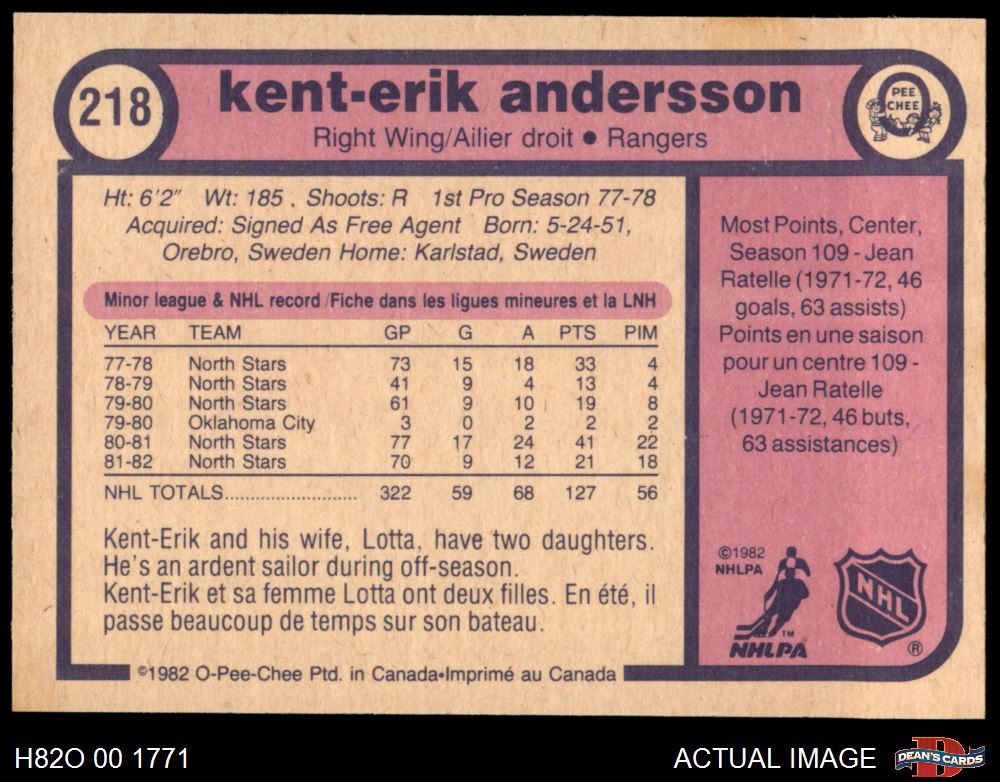 218
kent-erik andersson
Right Wing/Ailier droit ● Rangers
PEE
CHEE
Ht: 6'2" Wt: 185 . Shoots: R 1st Pro Season 77-78
Acquired: Signed As Free Agent Born: 5-24-51,
Orebro, Sweden Home: Karlstad, Sweden
Minor league & NHL record /Fiche dans les ligues mineures et la LNH
YEAR TEAM GP G A PTS PIM
77-78 North Stars 73 15 18 33 4
78-79 North Stars 41 9 4 13 4
79-80 North Stars 61 9 10 19 8
79-80 Oklahoma City 3 0 2 2 2
80-81 North Stars 77 17 24 41 22
81-82 North Stars 70 9 12 21 18
NHL TOTALS........................... 322 59 68 127 56
Kent-Erik and his wife, Lotta, have two daughters.
He's an ardent sailor during off-season.
Kent-Erik et sa femme Lotta ont deux filles. En été, il
passe beaucoup de temps sur son bateau.
Most Points, Center,
Season 109 - Jean
Ratelle (1971-72, 46
goals, 63 assists)
Points en une saison
pour un centre 109 -
Jean Ratelle
(1971-72, 46 buts,
63 assistances)
©1982
NHLPA
TM
NHLPA
NHL
®
©1982 O-Pee-Chee Ptd. in Canada•Imprimé au Canada
H82O 00 1771
ACTUAL IMAGE
D
DEAN'S CARDS